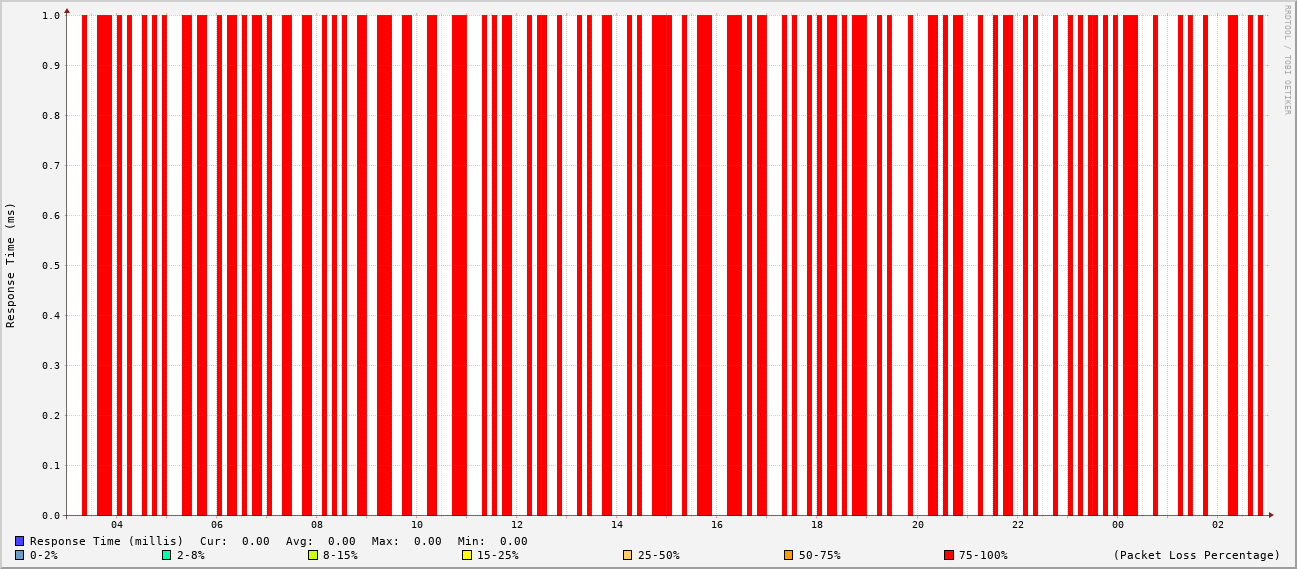 1.0
0.9
0.8
0.7
0.6
0.5
0.4
0.3
0.2
0.1
0.0
Response Time (ms)
04 06 08 10 12 14 16 18 20 22 00 02
RRDTOOL / TOBI OETIKER
Response Time (millis) Cur: 0.00 Avg: 0.00 Max: 0.00 Min: 0.00
0-2% 2-8% 8-15% 15-25% 25-50% 50-75% 75-100% (Packet Loss Percentage)